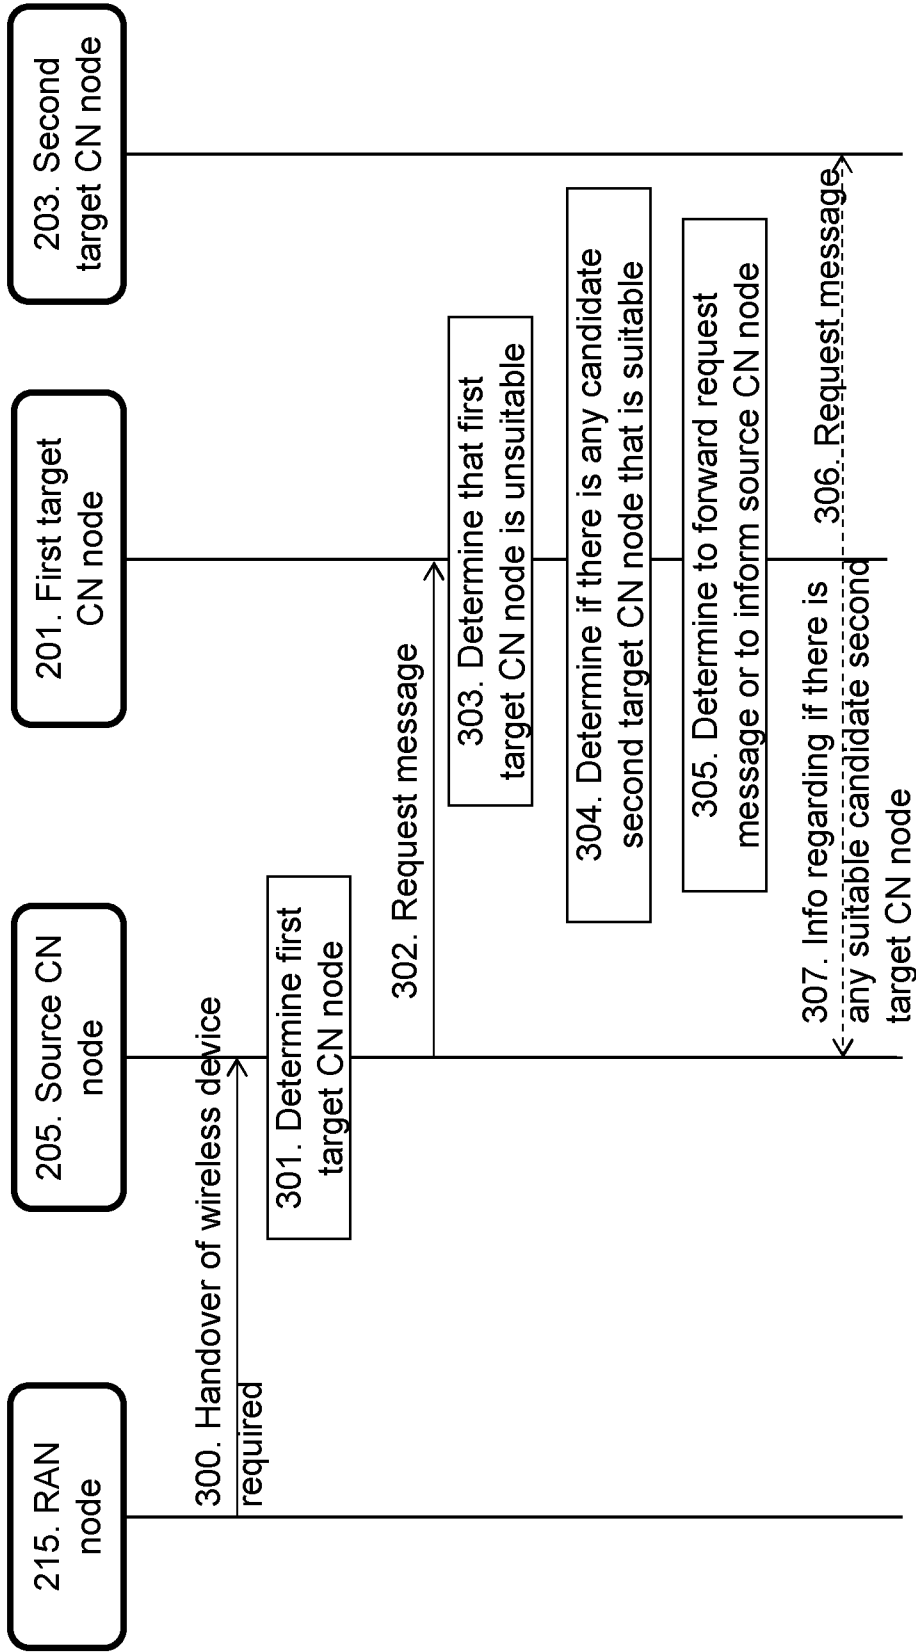 215. RAN
node
205. Source CN
node
201. First target
CN node
203. Second
target CN node
300. Handover of wireless device
required
301. Determine first
target CN node
302. Request message
303. Determine that first
target CN node is unsuitable
304. Determine if there is any candidate
second target CN node that is suitable
305. Determine to forward request
message or to inform source CN node
306. Request message
307. Info regarding if there is
any suitable candidate second
target CN node